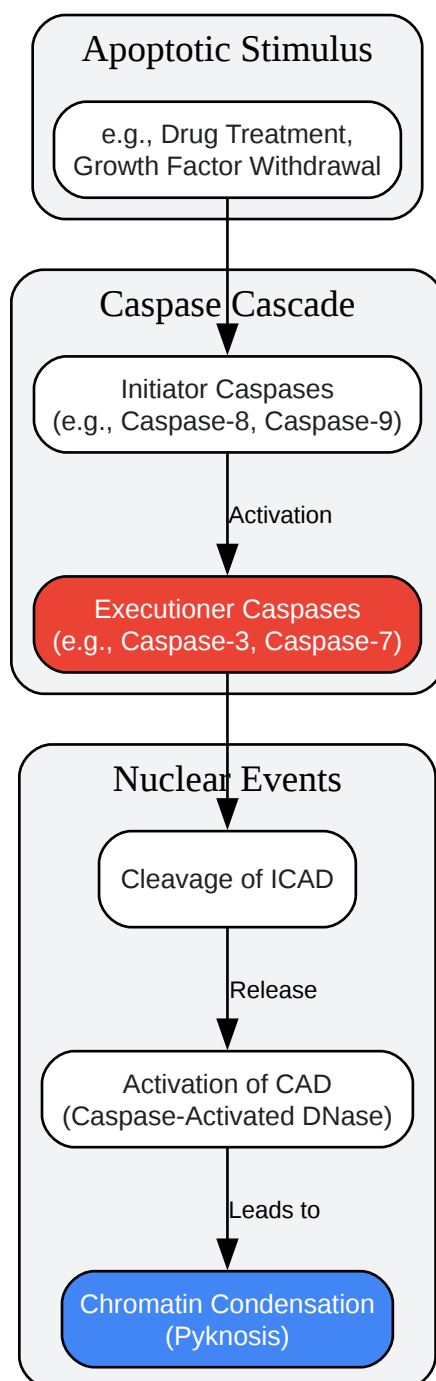 Apoptotic Stimulus
e.g., Drug Treatment,
Growth Factor Withdrawal
Caspase Cascade
Initiator Caspases
(e.g., Caspase-8, Caspase-9)
Activation
Executioner Caspases
(e.g., Caspase-3, Caspase-7)
Nuclear Events
Cleavage of ICAD
Release
Activation of CAD
(Caspase-Activated DNase)
Leads to
Chromatin Condensation
(Pyknosis)